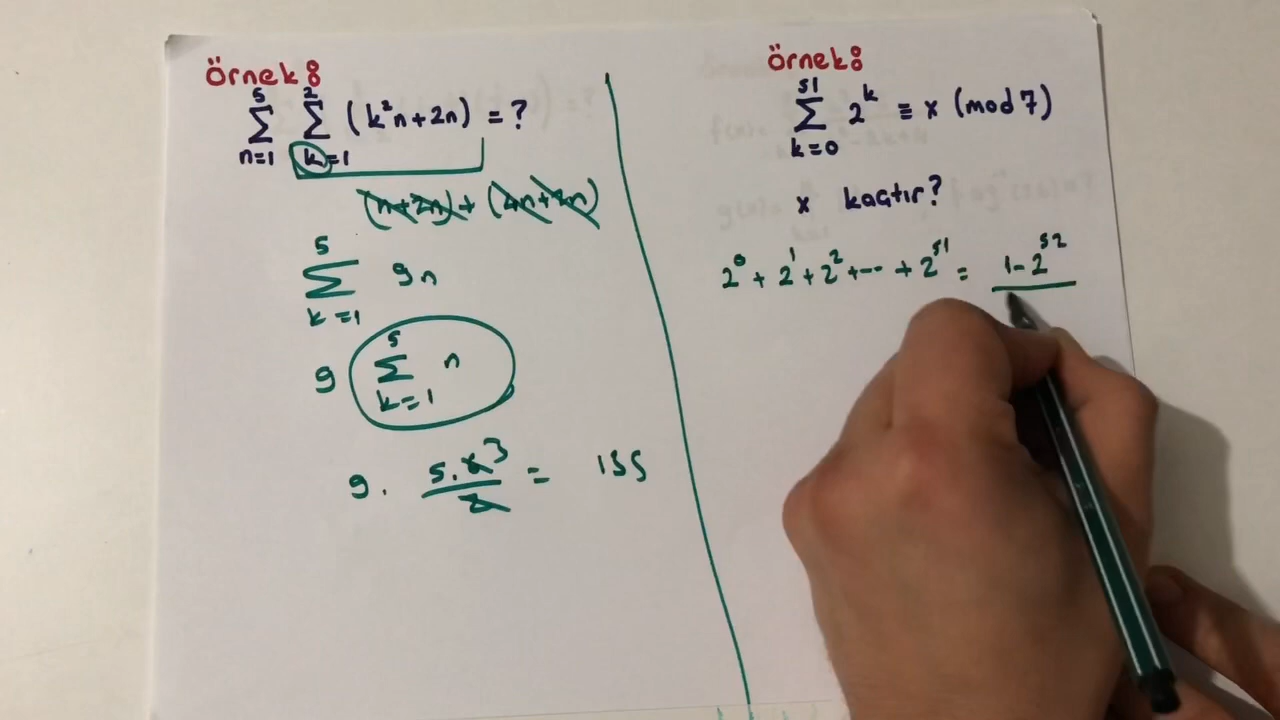 Örnek:
5 2
∑ ∑ (k²n+2n) = ?
n=1 k=1
(n+2n) + (4n+2n)
5
∑ 9n
k=1
5
9 ∑ n
k=1
9. 5.6 3 / 2 = 155
Örnek:
51
∑ 2^k ≡ x (mod 7)
k=0
x kaçtır?
2^0 + 2^1 + 2^2 + ... + 2^51 = 1-2^52